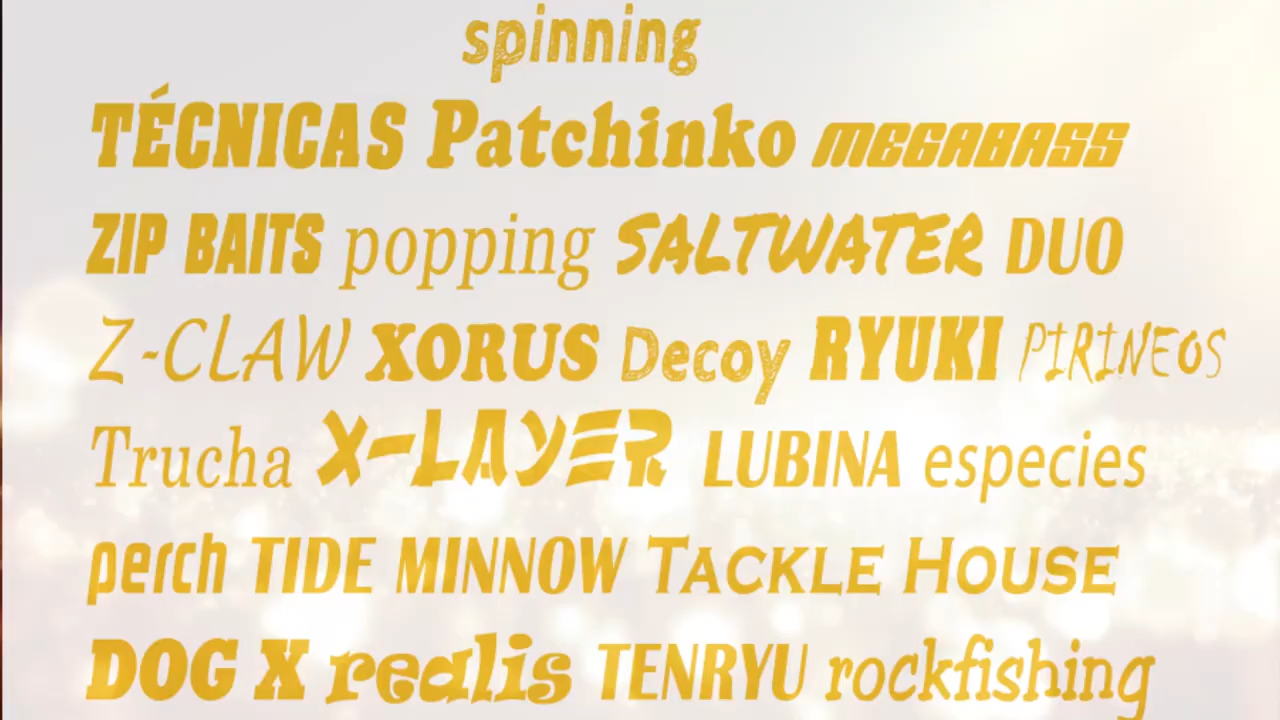 spinning
TÉCNICAS Patchinko MEGABASS
ZIP BAITS popping SALTWATER DUO
Z-CLAW XORUS Decoy RYUKI PIRINEOS
Trucha X-LAYER LUBINA especies
perch TIDE MINNOW TACKLE HOUSE
DOG X realis TENRYU rockfishing